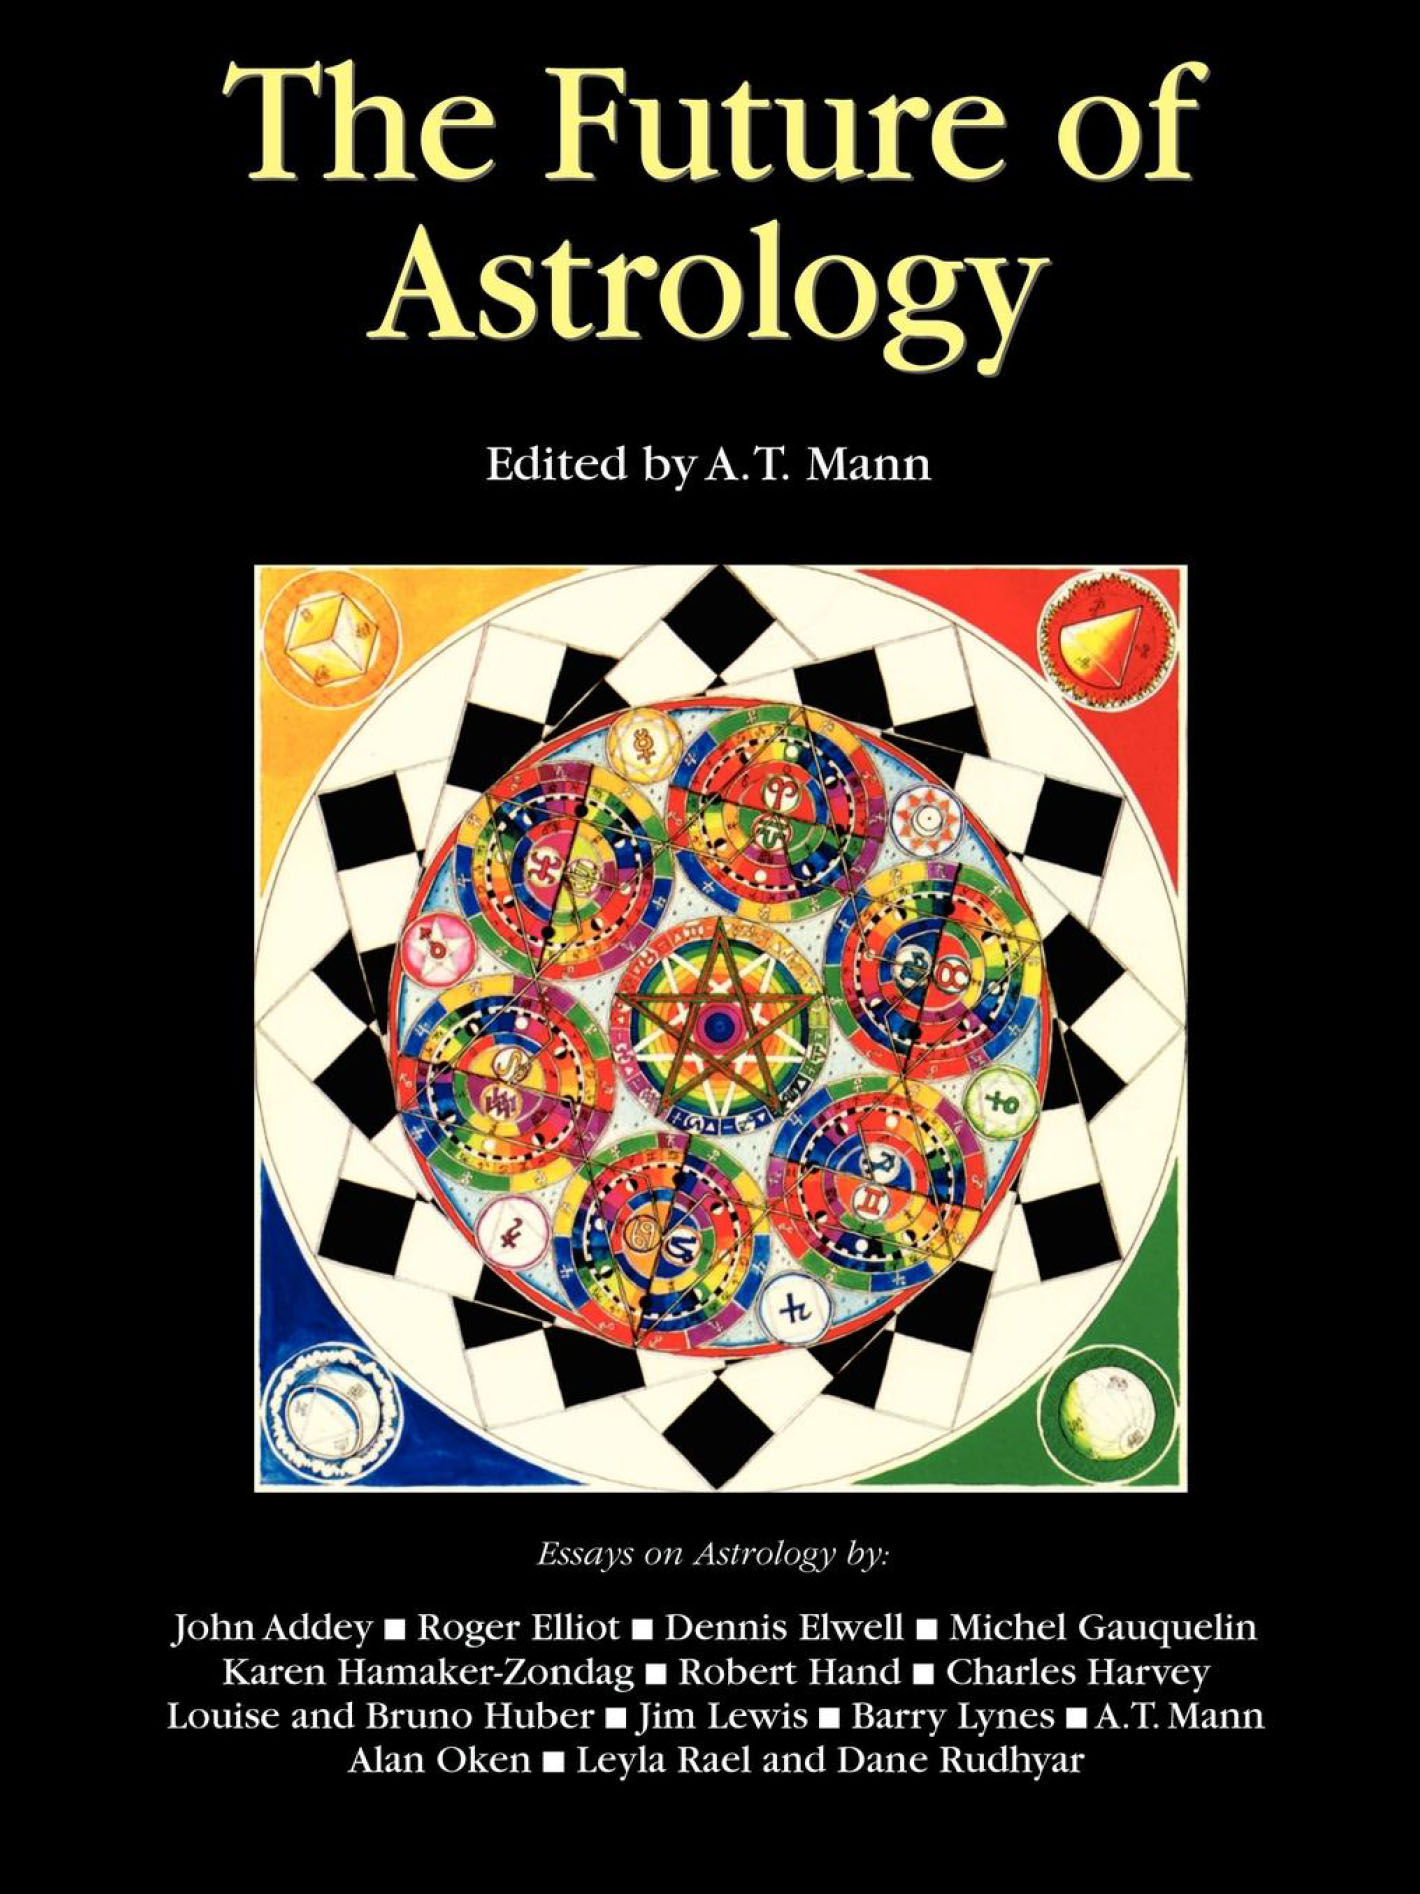 The Future of
Astrology
Edited by A.T. Mann
Essays on Astrology by:
John Addey ■ Roger Elliot ■ Dennis Elwell ■ Michel Gauquelin
Karen Hamaker-Zondag ■ Robert Hand ■ Charles Harvey
Louise and Bruno Huber ■ Jim Lewis ■ Barry Lynes ■ A.T. Mann
Alan Oken ■ Leyla Rael and Dane Rudhyar